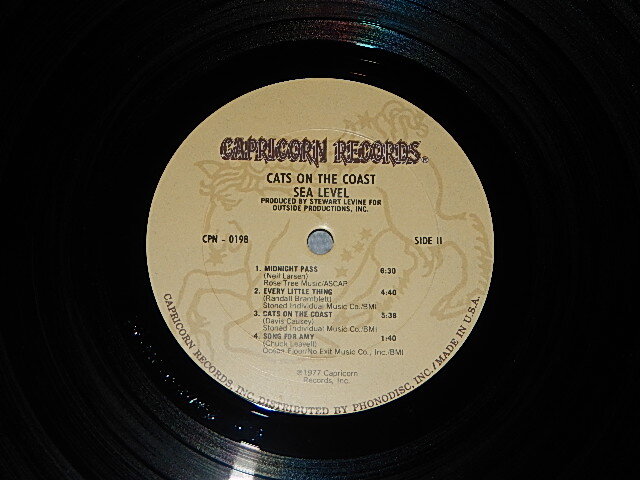 CAPRICORN RECORDS®
CATS ON THE COAST
SEA LEVEL
PRODUCED BY STEWART LEVINE FOR
OUTSIDE PRODUCTIONS, INC.
CPN - 0198 SIDE II
1. MIDNIGHT PASS 6:30
(Neil Larsen)
Rose Tree Music/ASCAP
2. EVERY LITTLE THING 4:40
(Randall Bramblett)
Stoned Individual Music Co./BMI
3. CATS ON THE COAST 5:38
(Davis Causey)
Stoned Individual Music Co./BMI
4. SONG FOR AMY 1:40
(Chuck Leavell)
Ocean Floor/No Exit Music Co., Inc./BMI
℗1977 Capricorn
Records, Inc.
CAPRICORN RECORDS, INC. DISTRIBUTED BY PHONODISC, INC. / MADE IN U.S.A.